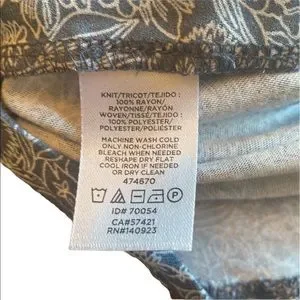 KNIT/TRICOT/TEJIDO :
100% RAYON/
RAYONNE/RAYÓN
WOVEN/TISSÉ/TEJIDO :
100% POLYESTER/
POLYESTER/POLIÉSTER
MACHINE WASH COLD
ONLY NON-CHLORINE
BLEACH WHEN NEEDED
RESHAPE DRY FLAT
COOL IRON IF NEEDED
OR DRY CLEAN
474670
ID# 70054
CA#57421
RN#140923